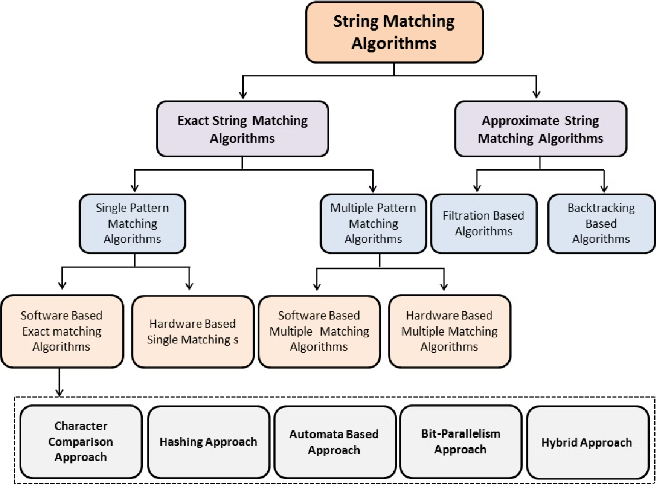 String Matching
Algorithms
Exact String Matching
Algorithms
Approximate String
Matching Algorithms
Single Pattern
Matching
Algorithms
Multiple Pattern
Matching
Algorithms
Filtration Based
Algorithms
Backtracking
Based
Algorithms
Software Based
Exact matching
Algorithms
Hardware Based
Single Matching s
Software Based
Multiple Matching
Algorithms
Hardware Based
Multiple Matching
Algorithms
Character
Comparison
Approach
Hashing Approach
Automata Based
Approach
Bit-Parallelism
Approach
Hybrid Approach